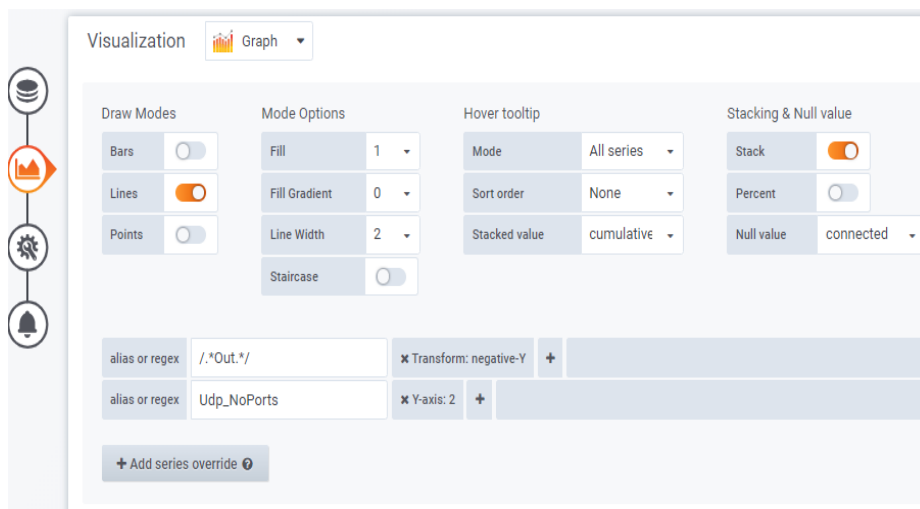 Visualization Graph
Draw Modes Mode Options Hover tooltip Stacking & Null value
Bars Fill 1 Mode All series Stack
Lines Fill Gradient 0 Sort order None Percent
Points Line Width 2 Stacked value cumulative Null value connected
Staircase
alias or regex /.*Out.*/ × Transform: negative-Y +
alias or regex Udp_NoPorts × Y-axis: 2 +
+ Add series override ?